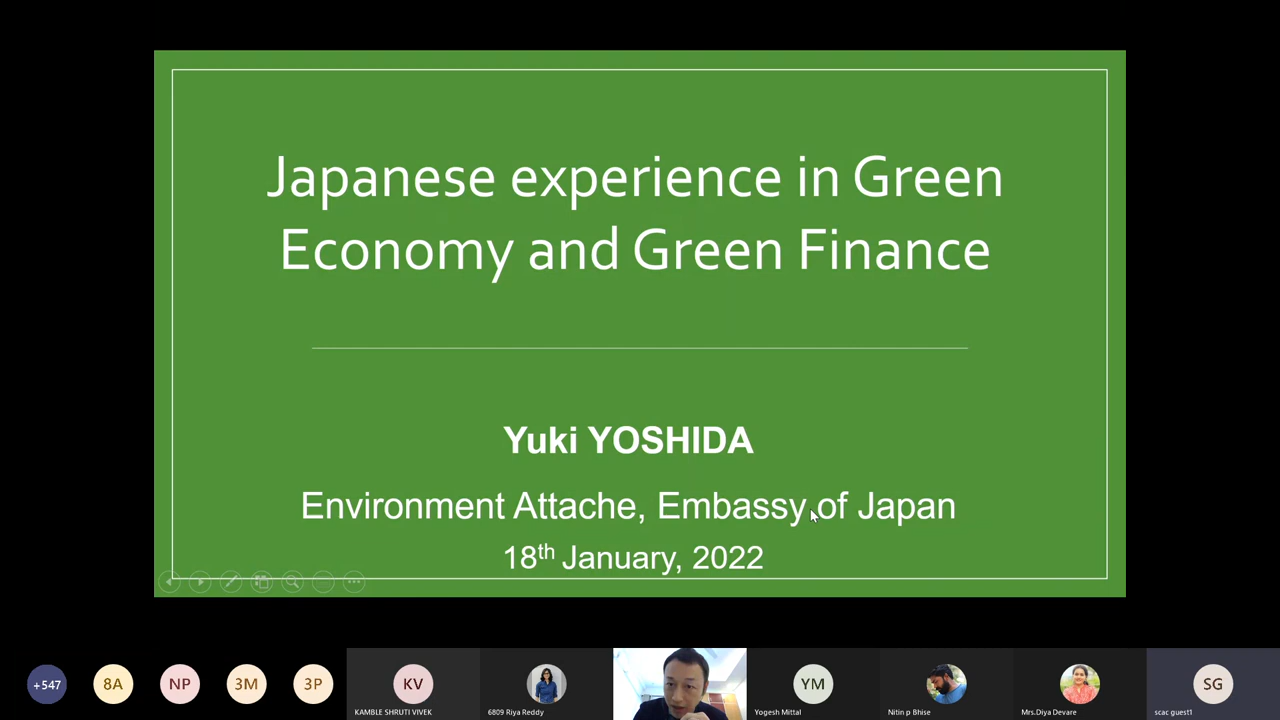 Japanese experience in Green
Economy and Green Finance
Yuki YOSHIDA
Environment Attache, Embassy of Japan
18th January, 2022
+547
8A
NP
3M
3P
KV
KAMBLE SHRUTI VIVEK
6809 Riya Reddy
YM
Yogesh Mittal
Nitin p Bhise
Mrs.Diya Devare
SG
scac guest1